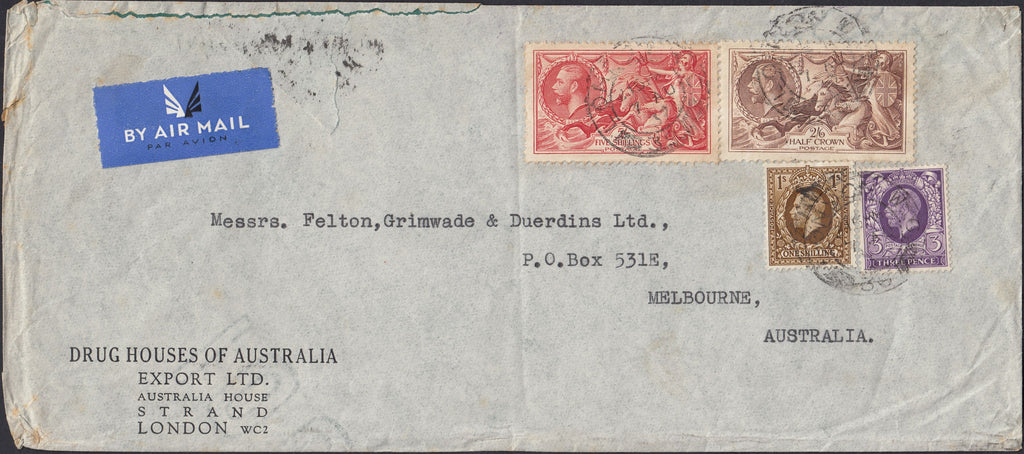 BY AIR MAIL
PAR AVION
FIVE SHILLINGS
2/6
HALF CROWN
POSTAGE
1S 1S
ONE SHILLING
3 3
THREE PENCE
Messrs. Felton,Grimwade & Duerdins Ltd.,
P.O.Box 531E,
MELBOURNE,
AUSTRALIA.
DRUG HOUSES OF AUSTRALIA
EXPORT LTD.
AUSTRALIA HOUSE
STRAND
LONDON WC2